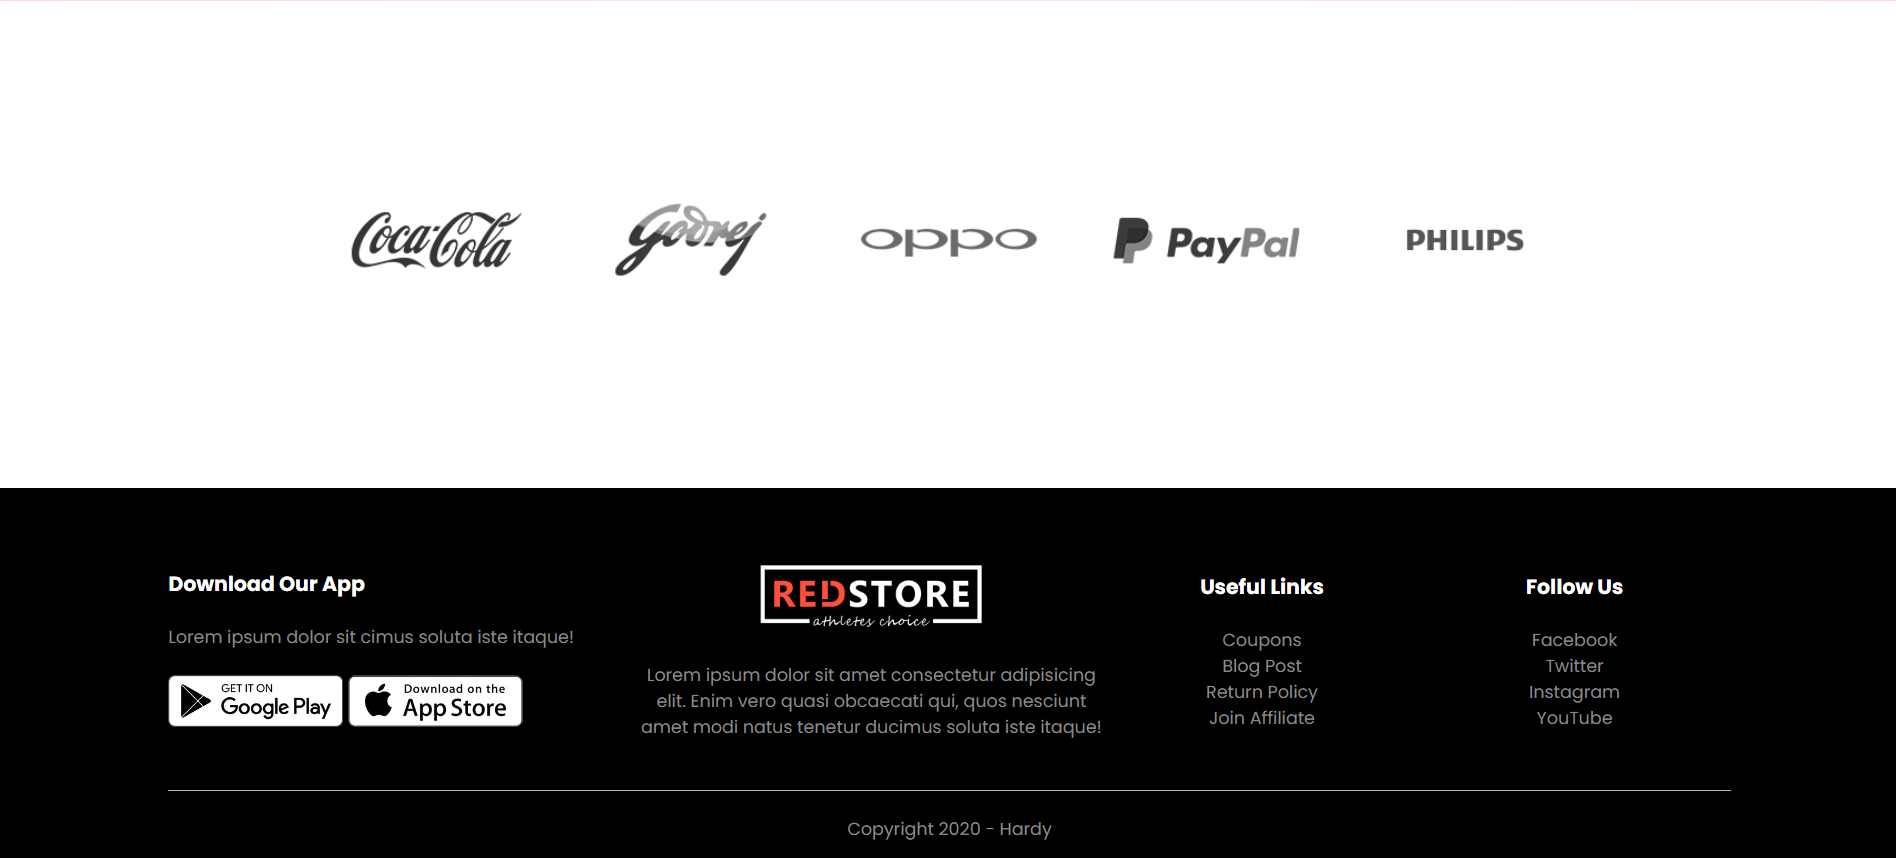 Coca-Cola
Godrej
oppo
PayPal
PHILIPS
Download Our App
Lorem ipsum dolor sit cimus soluta iste itaque!
GET IT ON
Google Play
Download on the
App Store
REDSTORE
athletes choice
Lorem ipsum dolor sit amet consectetur adipisicing
elit. Enim vero quasi obcaecati qui, quos nesciunt
amet modi natus tenetur ducimus soluta iste itaque!
Useful Links
Coupons
Blog Post
Return Policy
Join Affiliate
Follow Us
Facebook
Twitter
Instagram
YouTube
Copyright 2020 - Hardy